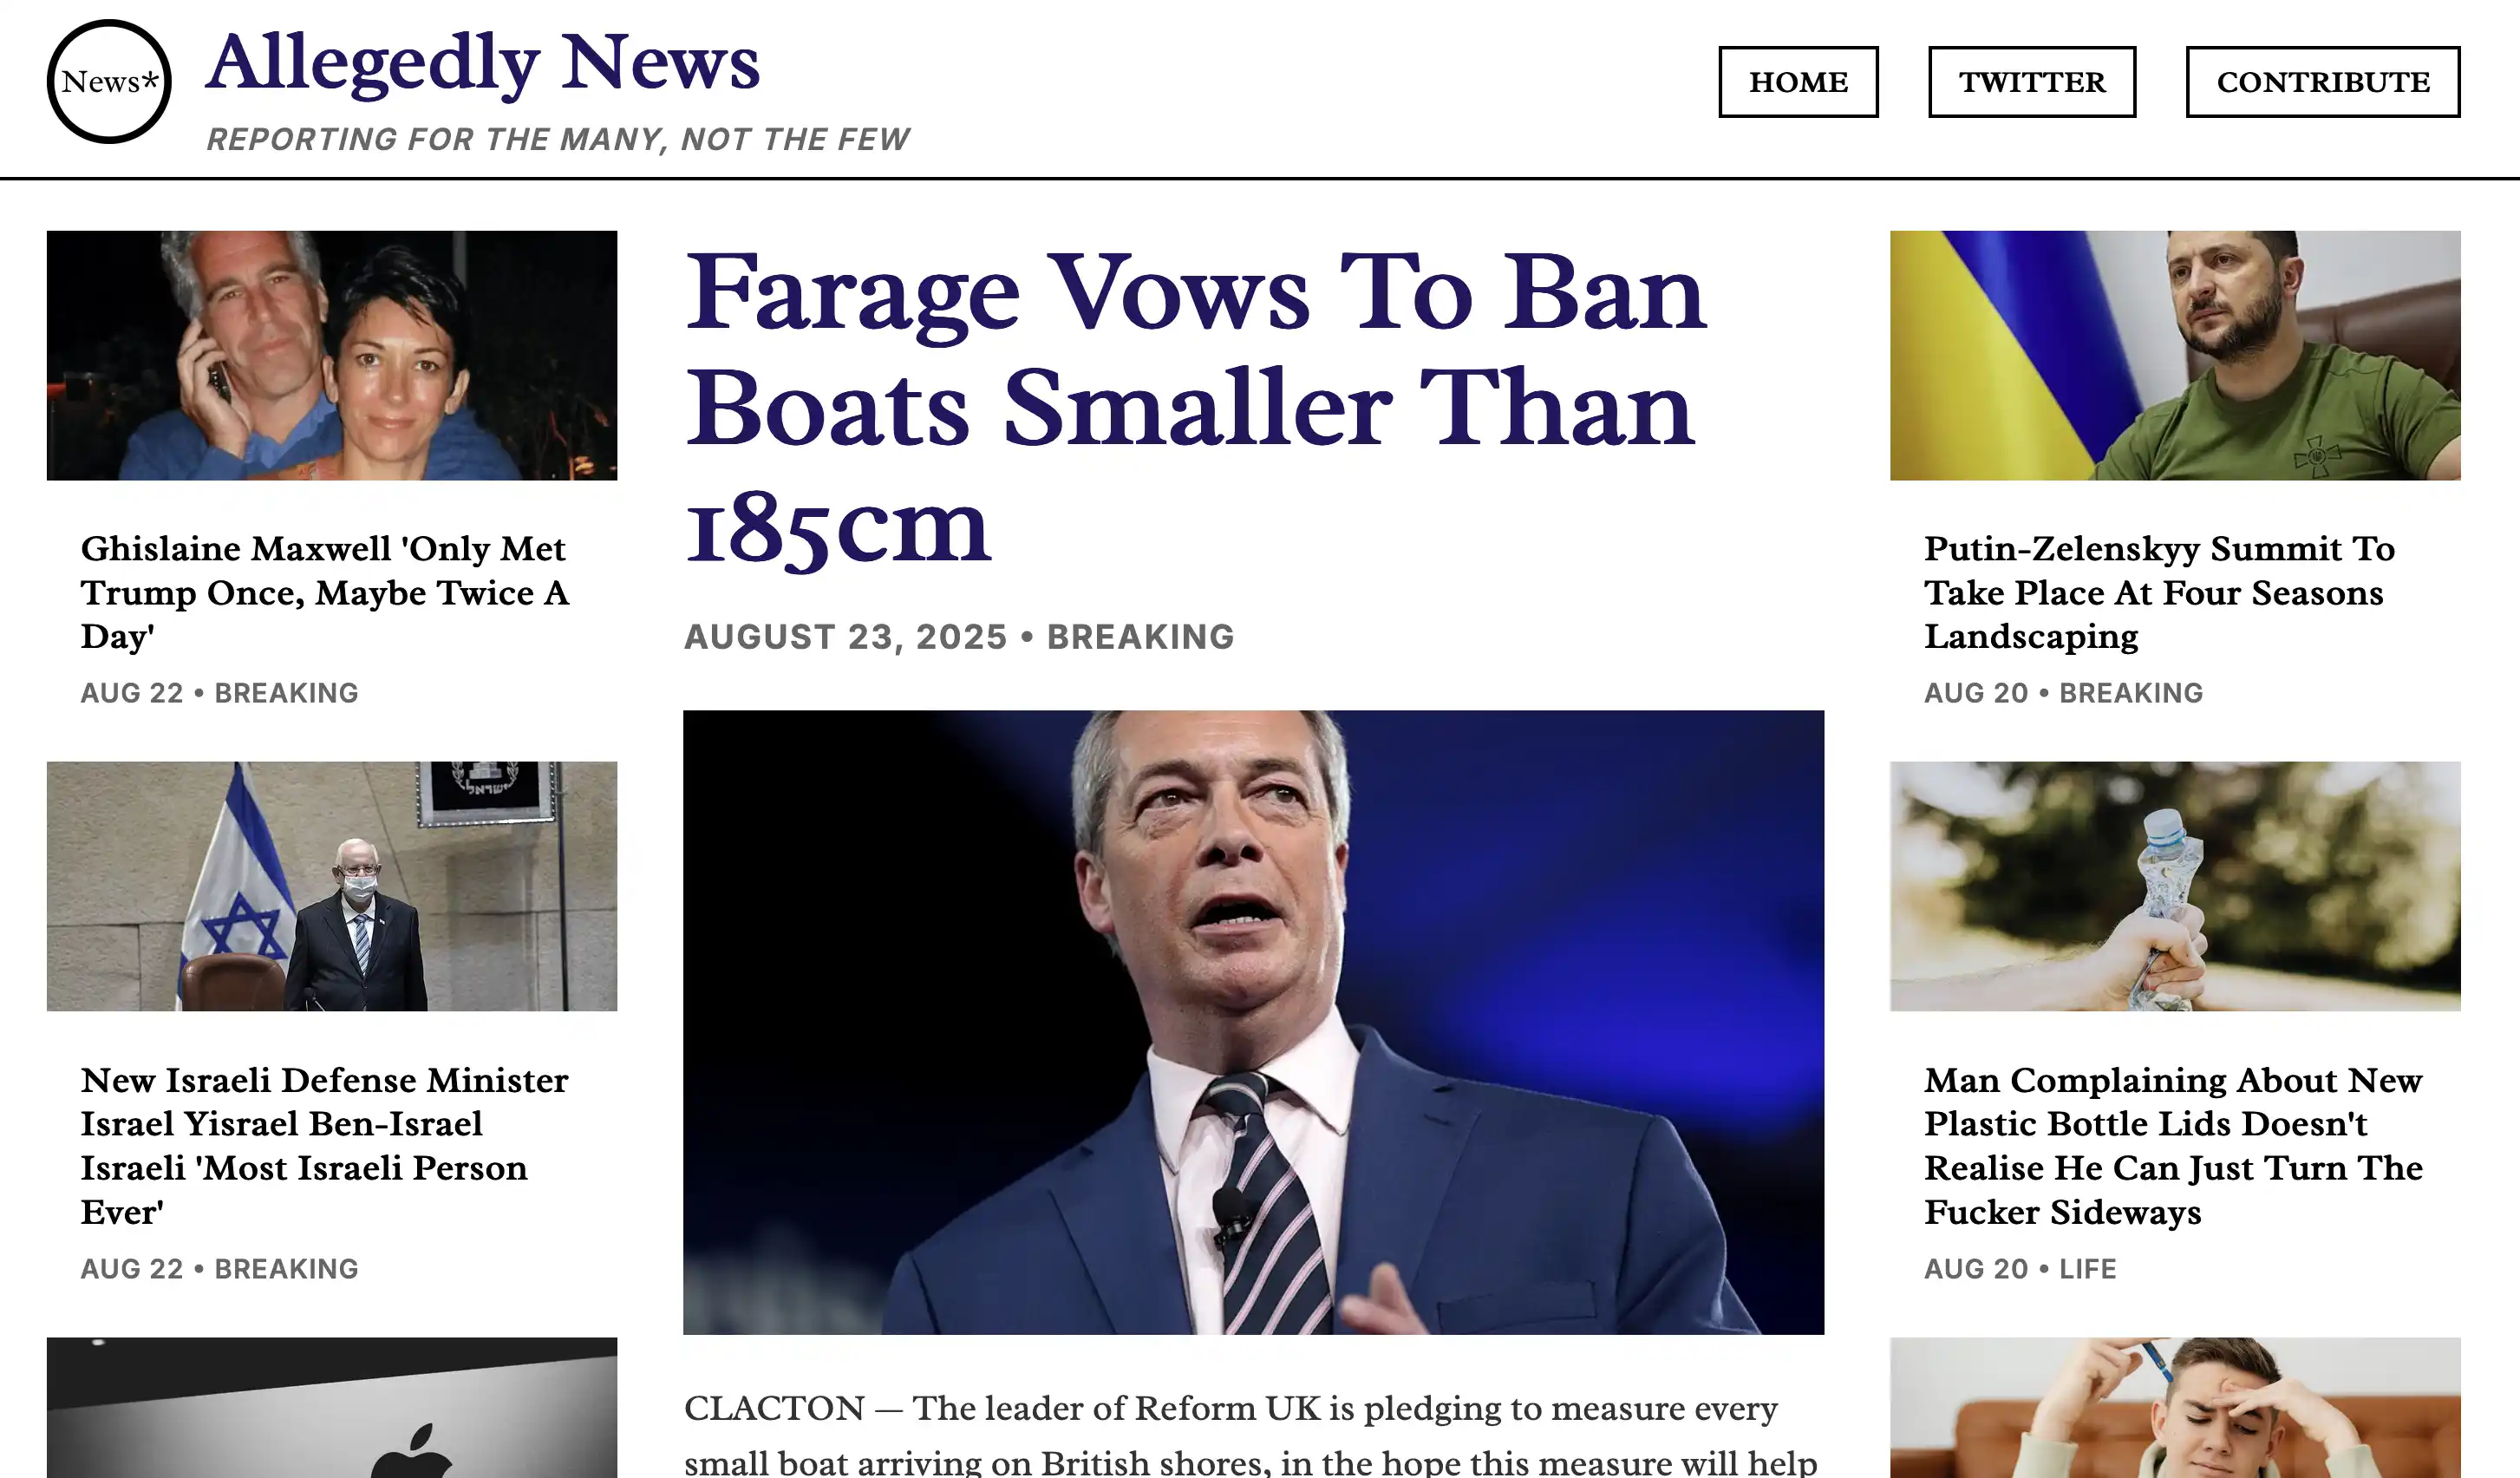 News*
Allegedly News
REPORTING FOR THE MANY, NOT THE FEW
HOME
TWITTER
CONTRIBUTE
Ghislaine Maxwell 'Only Met
Trump Once, Maybe Twice A
Day'
AUG 22 • BREAKING
ישראל
New Israeli Defense Minister
Israel Yisrael Ben-Israel
Israeli 'Most Israeli Person
Ever'
AUG 22 • BREAKING
Farage Vows To Ban
Boats Smaller Than
185cm
AUGUST 23, 2025 • BREAKING
CLACTON — The leader of Reform UK is pledging to measure every
small boat arriving on British shores, in the hope this measure will help
Putin-Zelenskyy Summit To
Take Place At Four Seasons
Landscaping
AUG 20 • BREAKING
Man Complaining About New
Plastic Bottle Lids Doesn't
Realise He Can Just Turn The
Fucker Sideways
AUG 20 • LIFE